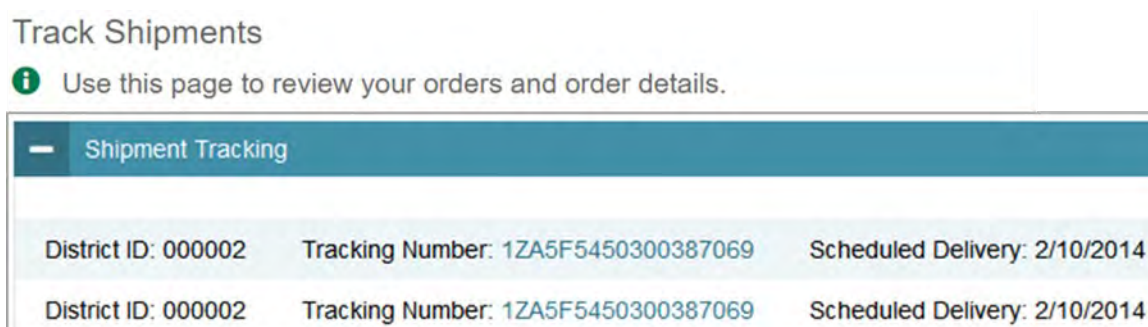 Track Shipments
Use this page to review your orders and order details.
Shipment Tracking
District ID: 000002 Tracking Number: 1ZA5F5450300387069 Scheduled Delivery: 2/10/2014
District ID: 000002 Tracking Number: 1ZA5F5450300387069 Scheduled Delivery: 2/10/2014